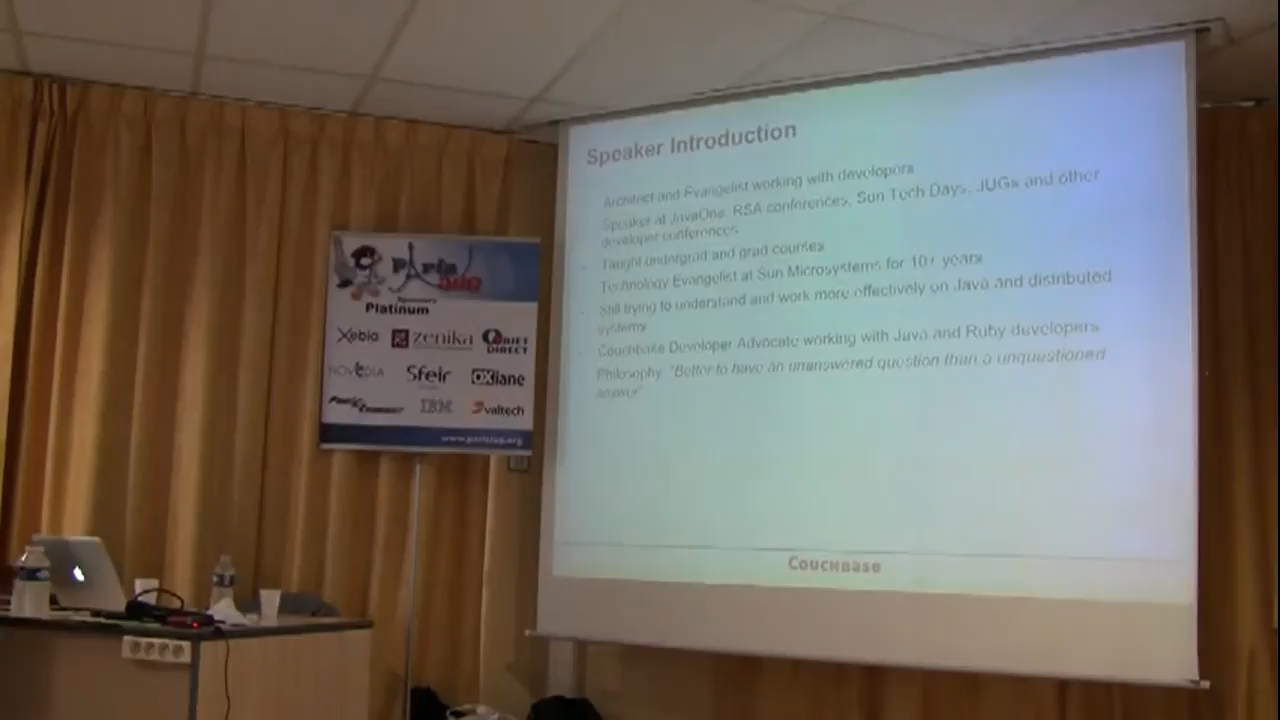 Speaker Introduction
Architect and Evangelist working with developers
Speaker at JavaOne, RSA conferences, Sun Tech Days, JUGs and other
developer conferences
Taught undergrad and grad courses
Technology Evangelist at Sun Microsystems for 10+ years
Still trying to understand and work more effectively on Java and distributed
systems
Couchbase Developer Advocate working with Java and Ruby developers
Philosophy: "Better to have an unanswered question than a unquestioned
answer"
COUCHBASE
Paris
JUG
Sponsors
Platinum
Xebia zenika OBJET
DIRECT
NOVEDIA Sfeir OXiane
IBM valtech
www.parisjug.org